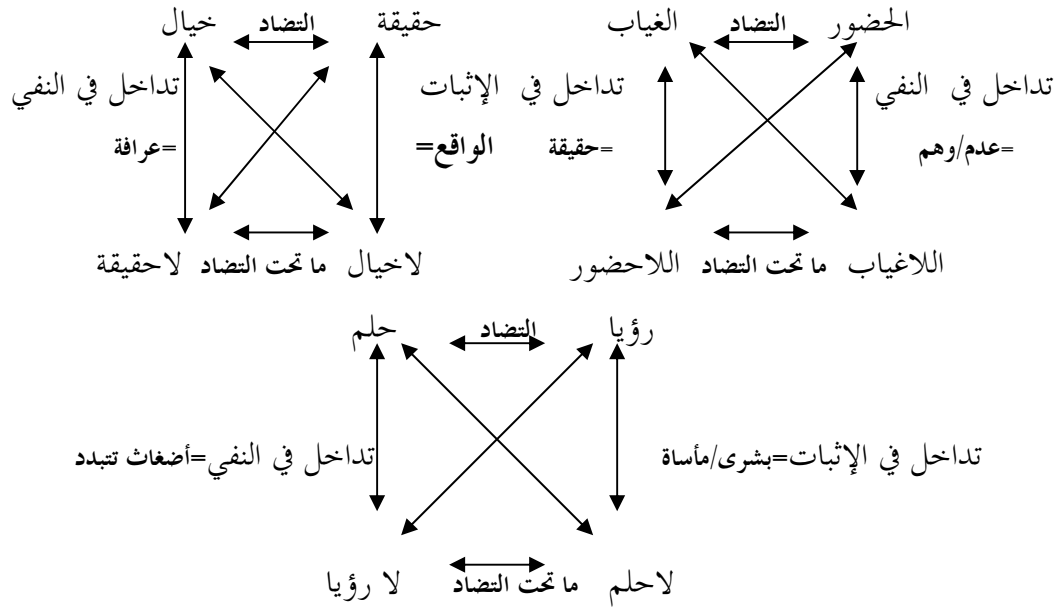 الحضور التضاد الغياب
حقيقة التضاد خيال
تداخل في النفي
=عدم/وهم
تداخل في الإثبات
=حقيقة
الواقع=
تداخل في النفي
=عرافة
اللاغياب ما تحت التضاد اللاحضور
لاخيال ما تحت التضاد لاحقيقة
رؤيا التضاد حلم
تداخل في الإثبات=بشرى/مأساة
تداخل في النفي=أضغاث تتبدد
لاحلم ما تحت التضاد لا رؤيا